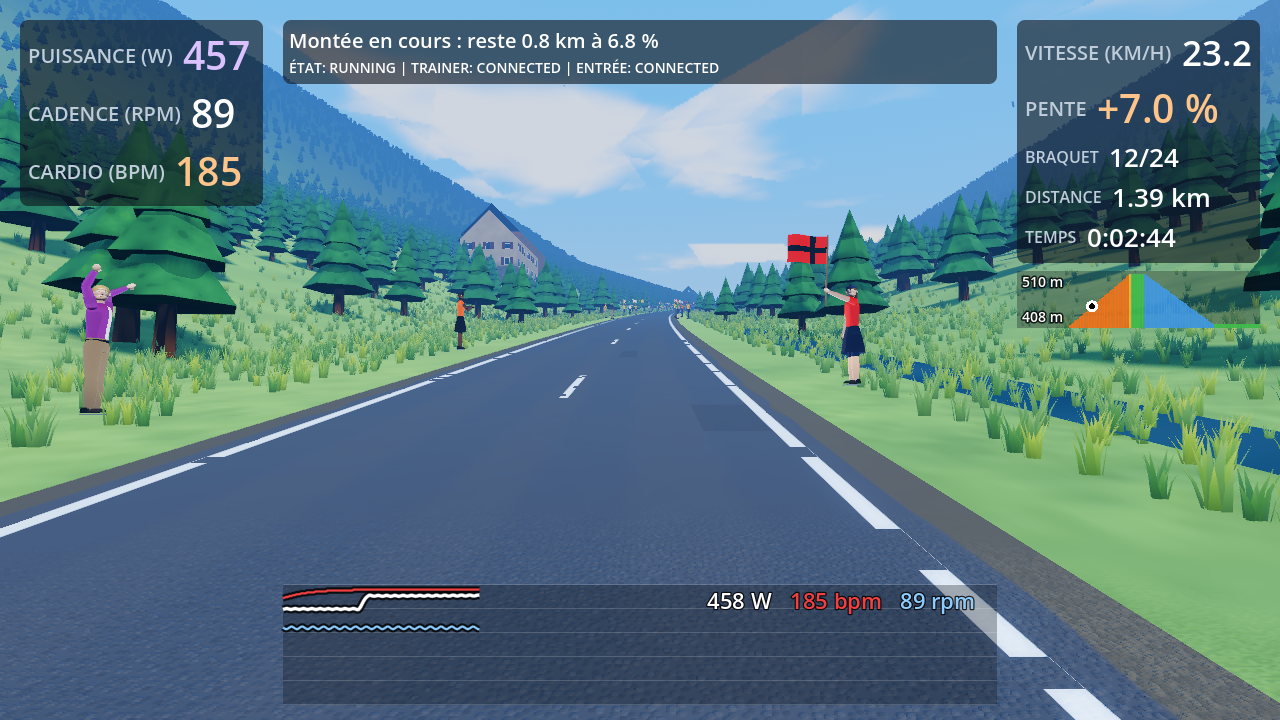 PUISSANCE (W) 457
CADENCE (RPM) 89
CARDIO (BPM) 185
Montée en cours : reste 0.8 km à 6.8 %
ÉTAT: RUNNING | TRAINER: CONNECTED | ENTRÉE: CONNECTED
VITESSE (KM/H) 23.2
PENTE +7.0 %
BRAQUET 12/24
DISTANCE 1.39 km
TEMPS 0:02:44
510 m
408 m
458 W 185 bpm 89 rpm